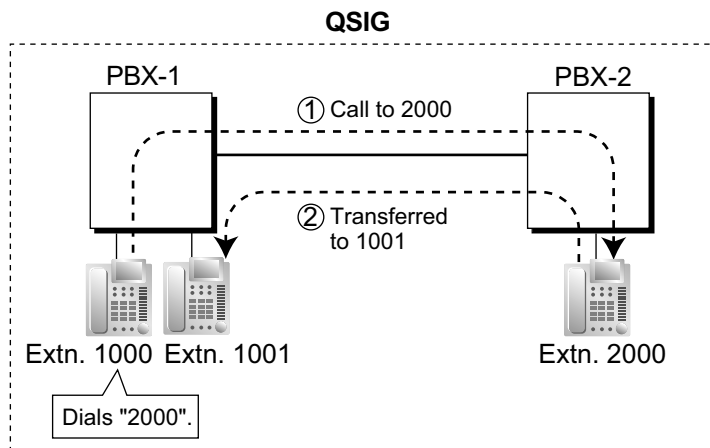 QSIG
PBX-1
PBX-2
① Call to 2000
② Transferred
to 1001
Extn. 1000
Extn. 1001
Extn. 2000
Dials "2000".